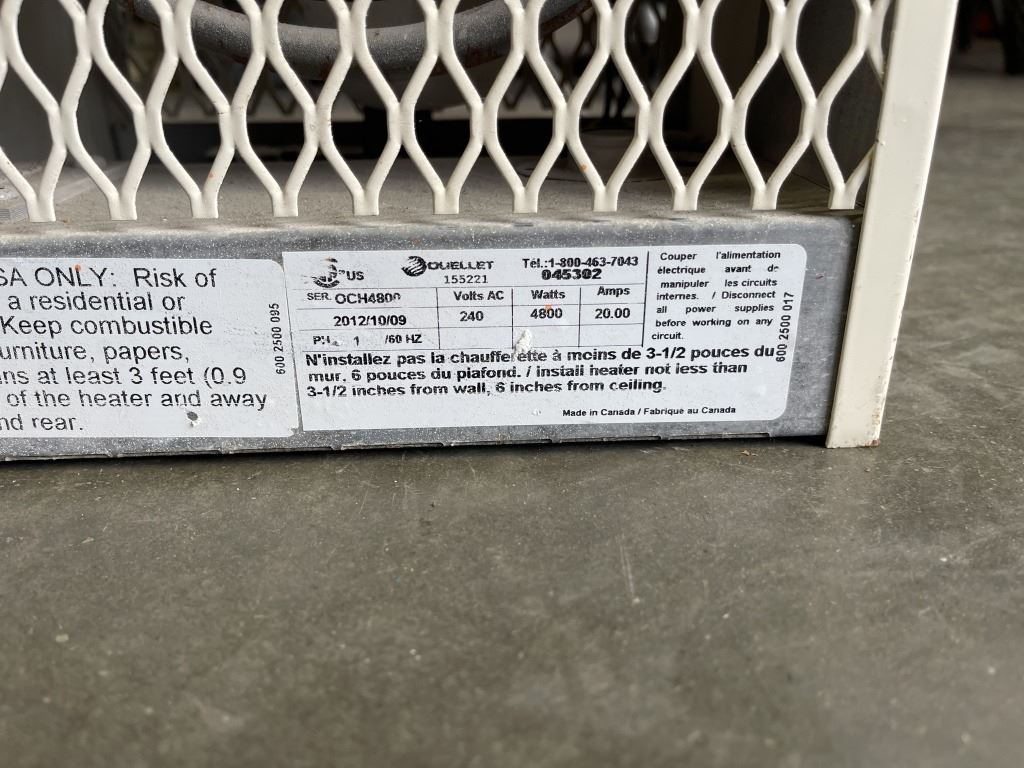 SA ONLY: Risk of
a residential or
Keep combustible
urniture, papers,
ns at least 3 feet (0.9
of the heater and away
nd rear.
600 2500 095
US
OUELLET
155221
Tél.:1-800-463-7043
045302
SER. OCH4800
Volts AC Watts Amps
2012/10/09 240 4800 20.00
PH. 1 /60 HZ
Couper l'alimentation
électrique avant de
manipuler les circuits
internes. / Disconnect
all power supplies
before working on any
circuit.
600 2500 017
N'installez pas la chaufferette à moins de 3-1/2 pouces du
mur, 6 pouces du plafond. / install heater not less than
3-1/2 inches from wall, 6 inches from ceiling.
Made in Canada / Fabriqué au Canada